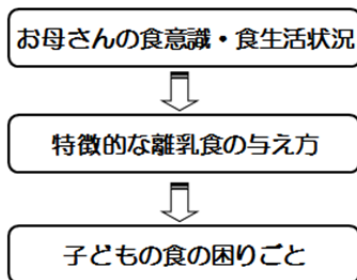 お母さんの食意識・食生活状況
特徴的な離乳食の与え方
子どもの食の困りごと